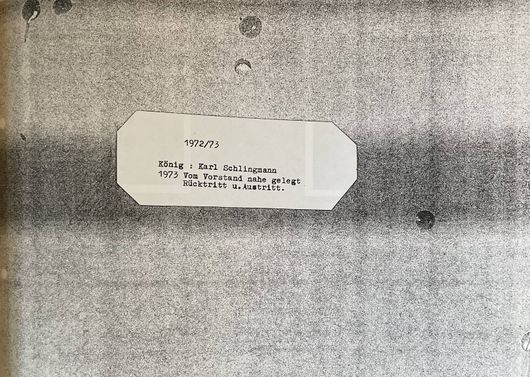 1972/73
König : Karl Schlingmann
1973 Vom Vorstand nahe gelegt
Rücktritt u.Austritt.